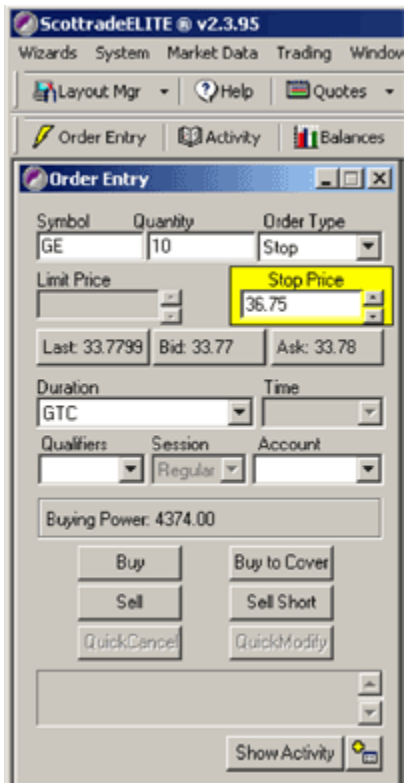 ScottradeELITE ® v2.3.95
Wizards System Market Data Trading Window
Layout Mgr Help Quotes
Order Entry Activity Balances
Order Entry
Symbol Quantity Order Type
GE 10 Stop
Limit Price Stop Price
36.75
Last: 33.7799 Bid: 33.77 Ask: 33.78
Duration Time
GTC
Qualifiers Session Account
Regular
Buying Power: 4374.00
Buy Buy to Cover
Sell Sell Short
QuickCancel QuickModify
Show Activity